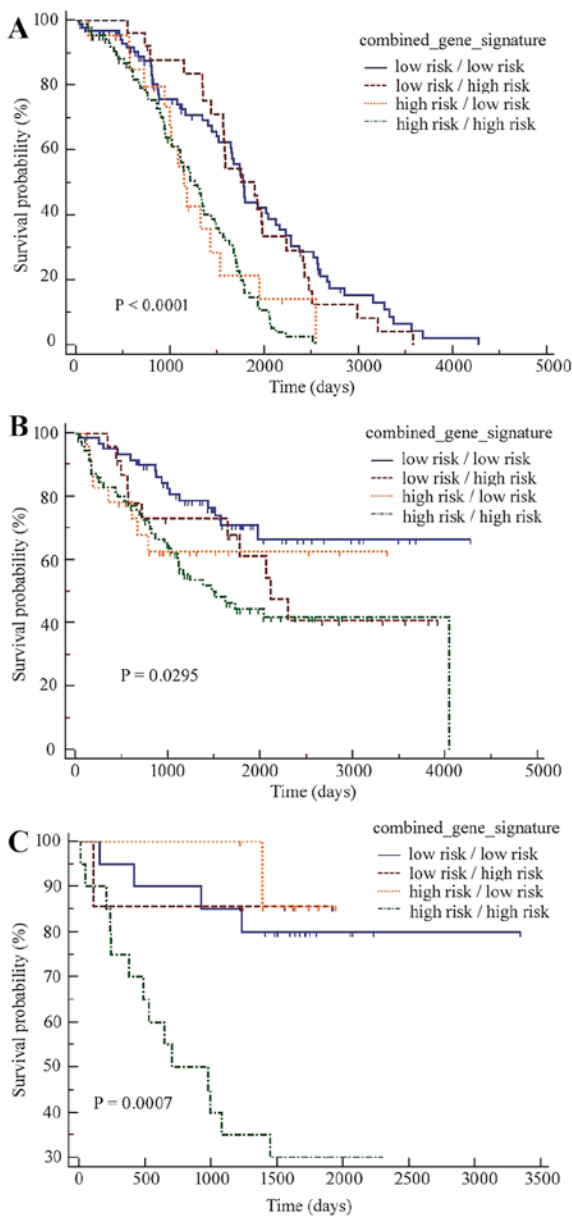 A
combined_gene_signature
low risk / low risk
low risk / high risk
high risk / low risk
high risk / high risk
Survival probability (%)
100
80
60
40
20
0
P < 0.0001
0 1000 2000 3000 4000 5000
Time (days)
B
combined_gene_signature
low risk / low risk
low risk / high risk
high risk / low risk
high risk / high risk
Survival probability (%)
100
80
60
40
60
0
P = 0.0295
0 1000 2000 3000 4000 5000
Time (days)
C
combined_gene_signature
low risk / low risk
low risk / high risk
high risk / low risk
high risk / high risk
Survival probability (%)
100
90
80
70
60
50
40
30
P = 0.0007
0 500 1000 1500 2000 2500 3000 3500
Time (days)